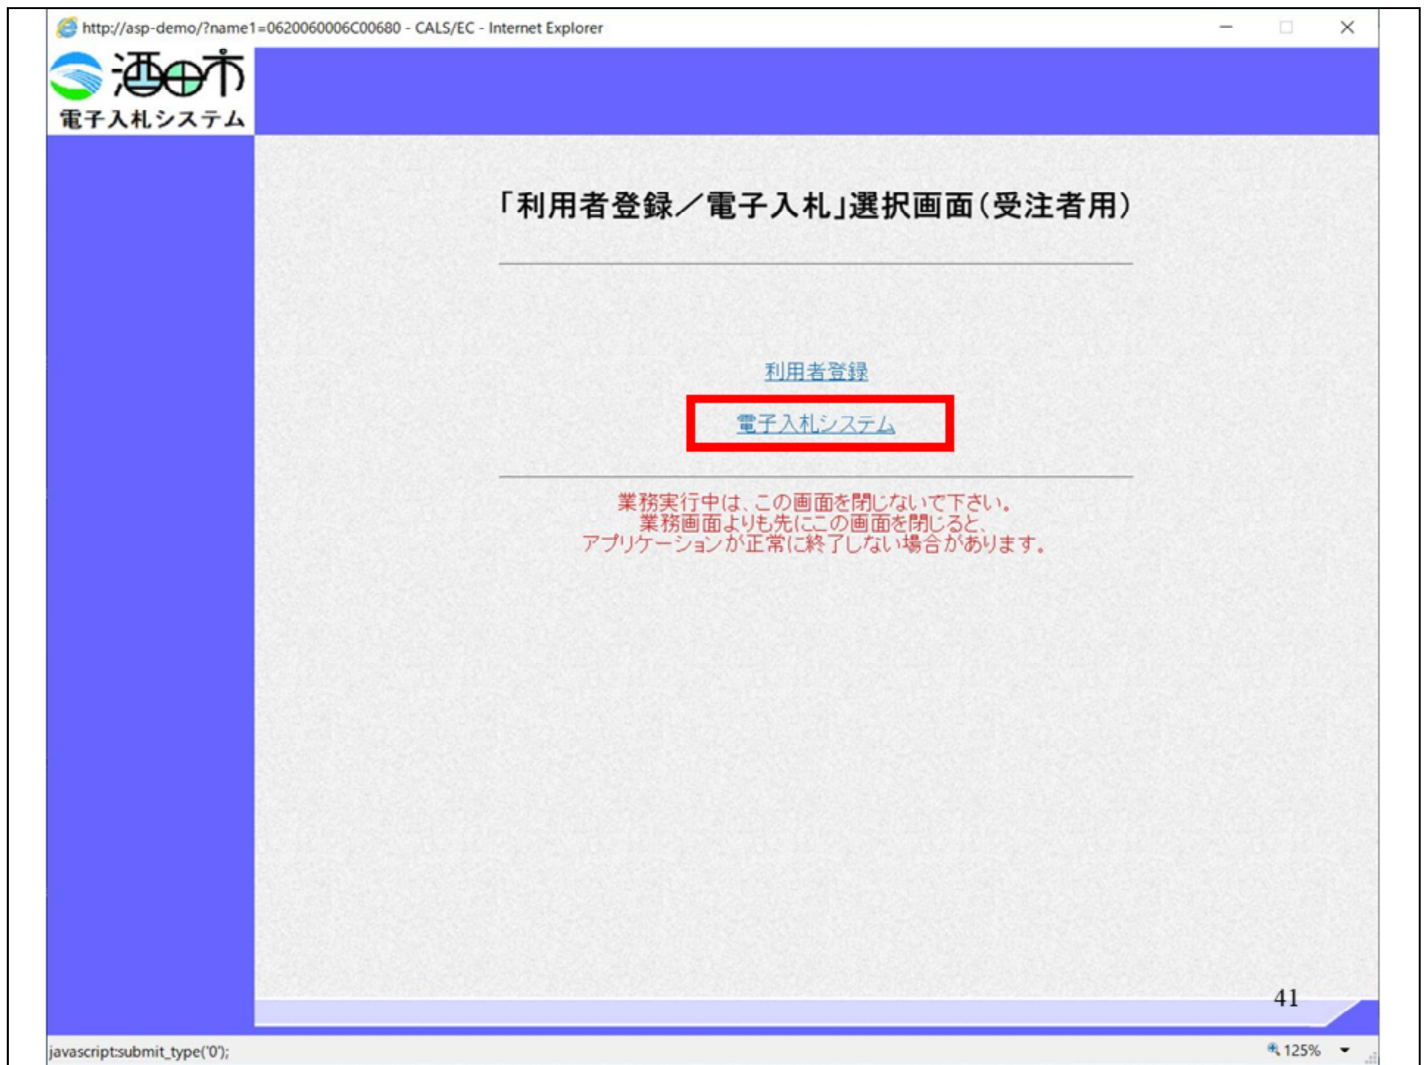 http://asp-demo/?name1=0620060006C00680 - CALS/EC - Internet Explorer
酒田市
電子入札システム
「利用者登録／電子入札」選択画面（受注者用）
利用者登録
電子入札システム
業務実行中は、この画面を閉じないで下さい。
業務画面よりも先にこの画面を閉じると、
アプリケーションが正常に終了しない場合があります。
41
javascript:submit_type('0');
125%